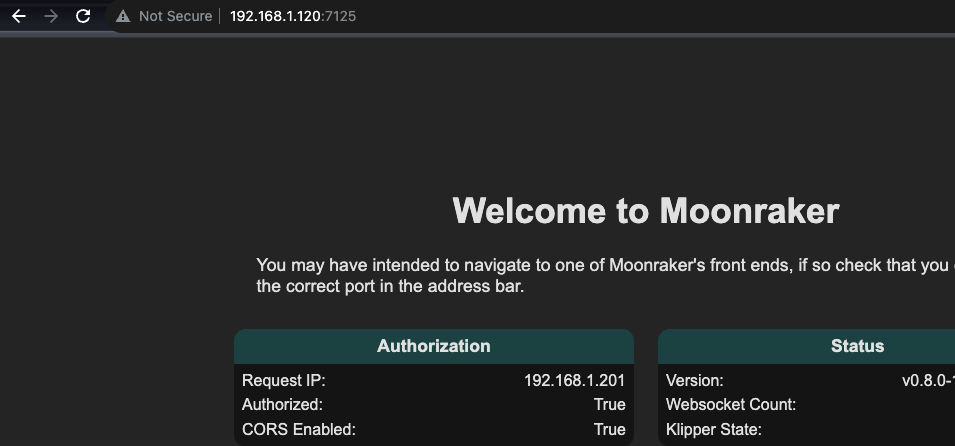 Not Secure 192.168.1.120:7125
Welcome to Moonraker
You may have intended to navigate to one of Moonraker's front ends, if so check that you
the correct port in the address bar.
Authorization
Request IP: 192.168.1.201
Authorized: True
CORS Enabled: True
Status
Version: v0.8.0-
Websocket Count:
Klipper State: